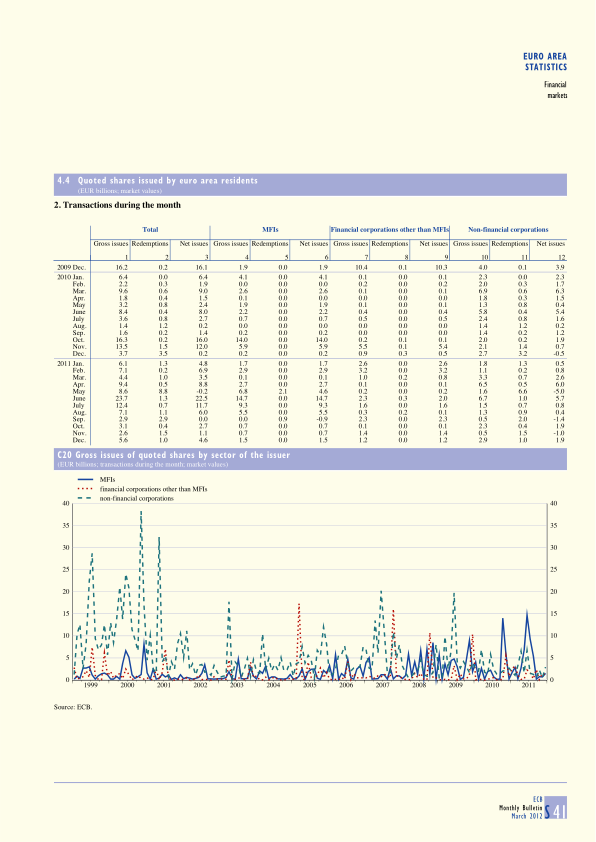 EURO AREA
STATISTICS
Financial
markets
4.4 Quoted shares issued by euro area residents
(EUR billions; market values)
2. Transactions during the month
Total MFIs Financial corporations other than MFIs Non-financial corporations
Gross issues Redemptions Net issues Gross issues Redemptions Net issues Gross issues Redemptions Net issues Gross issues Redemptions Net issues
1 2 3 4 5 6 7 8 9 10 11 12
2009 Dec. 16.2 0.2 16.1 1.9 0.0 1.9 10.4 0.1 10.3 4.0 0.1 3.9
2010 Jan. 6.4 0.0 6.4 4.1 0.0 4.1 0.1 0.0 0.1 2.3 0.0 2.3
Feb. 2.2 0.3 1.9 0.0 0.0 0.0 0.2 0.0 0.2 2.0 0.3 1.7
Mar. 9.6 0.6 9.0 2.6 0.0 2.6 0.1 0.0 0.1 6.9 0.6 6.3
Apr. 1.8 0.4 1.5 0.1 0.0 0.0 0.0 0.0 0.0 1.8 0.3 1.5
May 3.2 0.8 2.4 1.9 0.0 1.9 0.1 0.0 0.1 1.3 0.8 0.4
June 8.4 0.4 8.0 2.2 0.0 2.2 0.4 0.0 0.4 5.8 0.4 5.4
July 3.6 0.8 2.7 0.7 0.0 0.7 0.5 0.0 0.5 2.4 0.8 1.6
Aug. 1.4 1.2 0.2 0.0 0.0 0.0 0.0 0.0 0.0 1.4 1.2 0.2
Sep. 1.6 0.2 1.4 0.2 0.0 0.2 0.0 0.0 0.0 1.4 0.2 1.2
Oct. 16.3 0.2 16.0 14.0 0.0 14.0 0.2 0.1 0.1 2.0 0.2 1.9
Nov. 13.5 1.5 12.0 5.9 0.0 5.9 5.5 0.1 5.4 2.1 1.4 0.7
Dec. 3.7 3.5 0.2 0.2 0.0 0.2 0.9 0.3 0.5 2.7 3.2 -0.5
2011 Jan. 6.1 1.3 4.8 1.7 0.0 1.7 2.6 0.0 2.6 1.8 1.3 0.5
Feb. 7.1 0.2 6.9 2.9 0.0 2.9 3.2 0.0 3.2 1.1 0.2 0.8
Mar. 4.4 1.0 3.5 0.1 0.0 0.1 1.0 0.2 0.8 3.3 0.7 2.6
Apr. 9.4 0.5 8.8 2.7 0.0 2.7 0.1 0.0 0.1 6.5 0.5 6.0
May 8.6 8.8 -0.2 6.8 2.1 4.6 0.2 0.0 0.2 1.6 6.6 -5.0
June 23.7 1.3 22.5 14.7 0.0 14.7 2.3 0.3 2.0 6.7 1.0 5.7
July 12.4 0.7 11.7 9.3 0.0 9.3 1.6 0.0 1.6 1.5 0.7 0.8
Aug. 7.1 1.1 6.0 5.5 0.0 5.5 0.3 0.2 0.1 1.3 0.9 0.4
Sep. 2.9 2.9 0.0 0.0 0.9 -0.9 2.3 0.0 2.3 0.5 2.0 -1.4
Oct. 3.1 0.4 2.7 0.7 0.0 0.7 0.1 0.0 0.1 2.3 0.4 1.9
Nov. 2.6 1.5 1.1 0.7 0.0 0.7 1.4 0.0 1.4 0.5 1.5 -1.0
Dec. 5.6 1.0 4.6 1.5 0.0 1.5 1.2 0.0 1.2 2.9 1.0 1.9
C20 Gross issues of quoted shares by sector of the issuer
(EUR billions; transactions during the month; market values)
MFIs
financial corporations other than MFIs
non-financial corporations
40 40
35 35
30 30
25 25
20 20
15 15
10 10
5 5
0 0
1999 2000 2001 2002 2003 2004 2005 2006 2007 2008 2009 2010 2011
Source: ECB.
ECB
Monthly Bulletin
March 2012
S 41